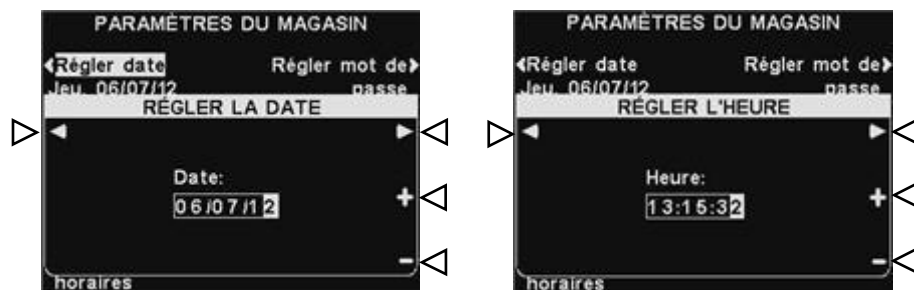 PARAMÈTRES DU MAGASIN
Régler date
Régler mot de
Jeu. 06/07/12
passe
RÉGLER LA DATE
Date:
06/07/12
+
-
horaires
PARAMÈTRES DU MAGASIN
Régler date
Régler mot de
Jeu. 06/07/12
passe
RÉGLER L'HEURE
Heure:
13:15:32
+
-
horaires